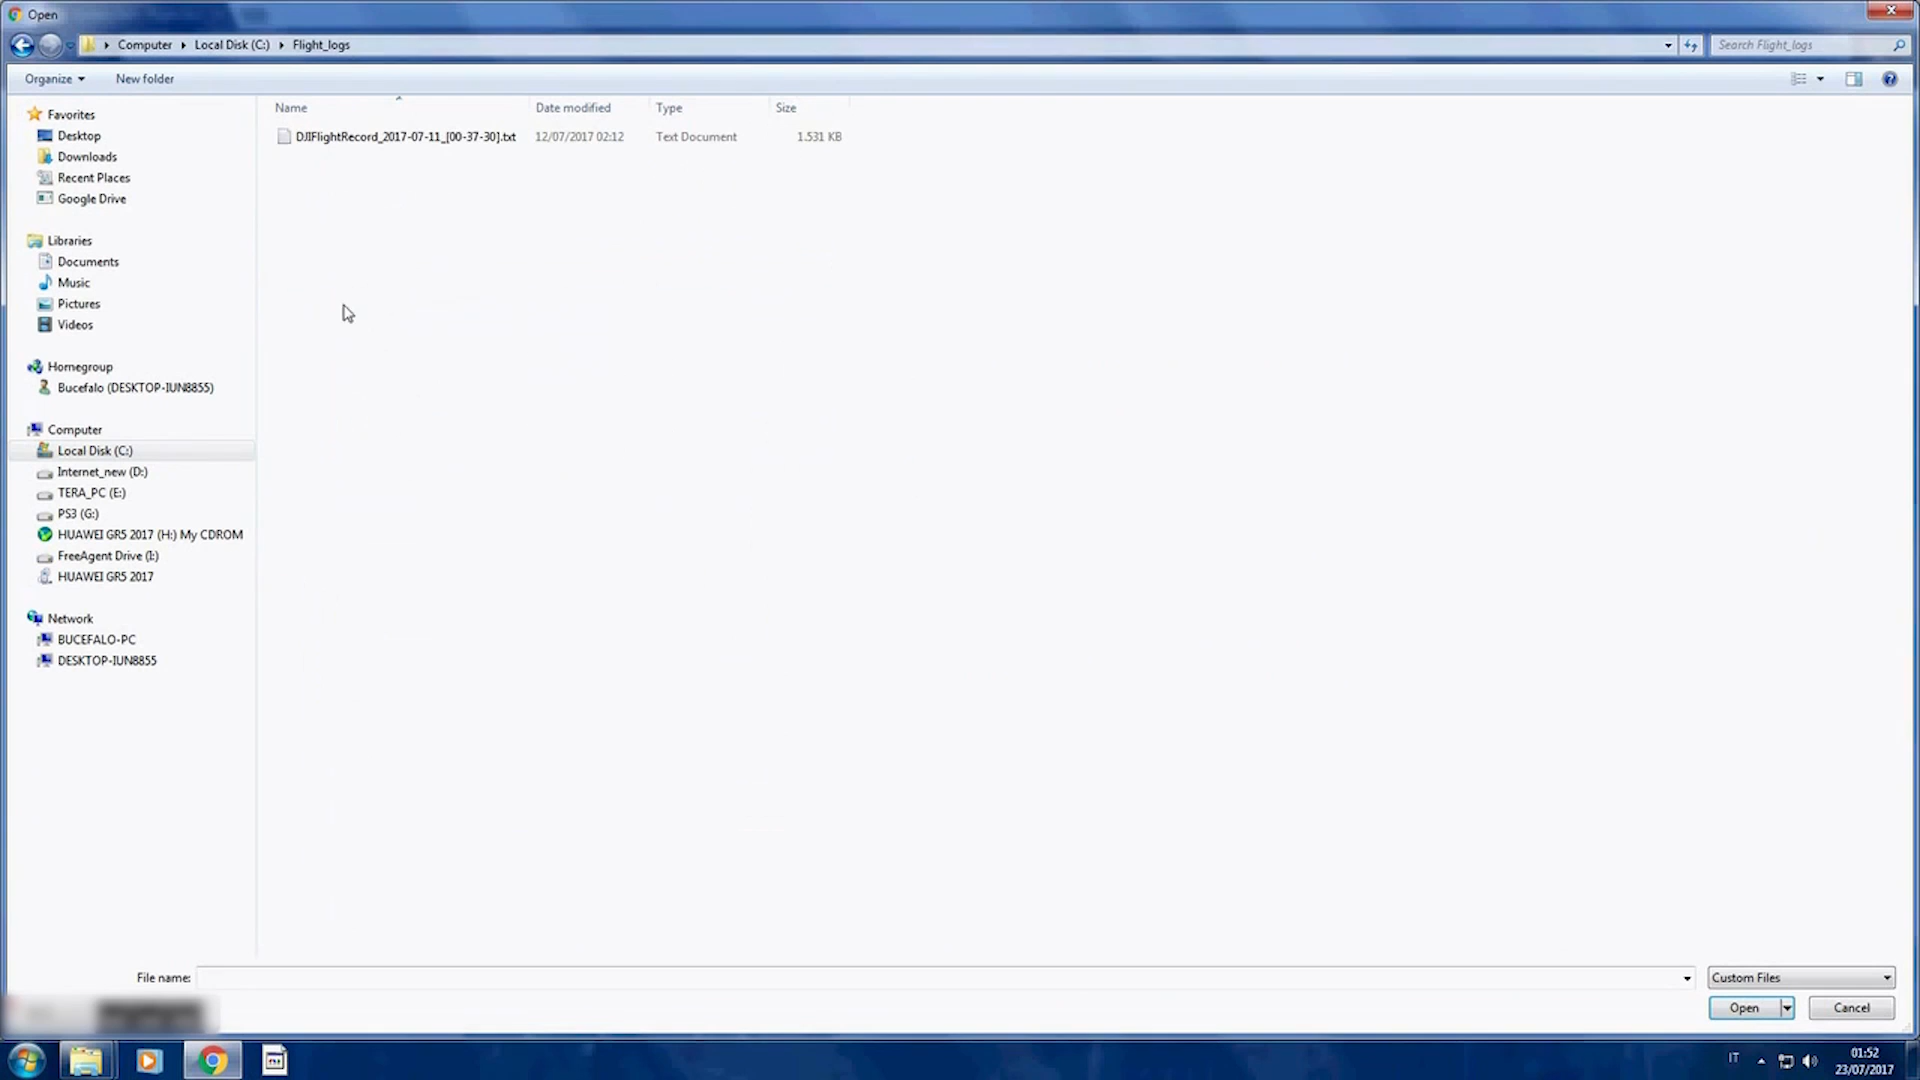 Open
Computer Local Disk (C:) Flight_logs
Search Flight_logs
Organize New folder
Name Date modified Type Size
DJIFlightRecord_2017-07-11_[00-37-30].txt 12/07/2017 02:12 Text Document 1.531 KB
Favorites
Desktop
Downloads
Recent Places
Google Drive
Libraries
Documents
Music
Pictures
Videos
Homegroup
Bucefalo (DESKTOP-IUN8855)
Computer
Local Disk (C:)
Internet_new (D:)
TERA_PC (E:)
PS3 (G:)
HUAWEI GR5 2017 (H:) My CDROM
FreeAgent Drive (I:)
HUAWEI GR5 2017
Network
BUCEFALO-PC
DESKTOP-IUN8855
File name:
Custom Files
Open Cancel
IT
01:52
23/07/2017